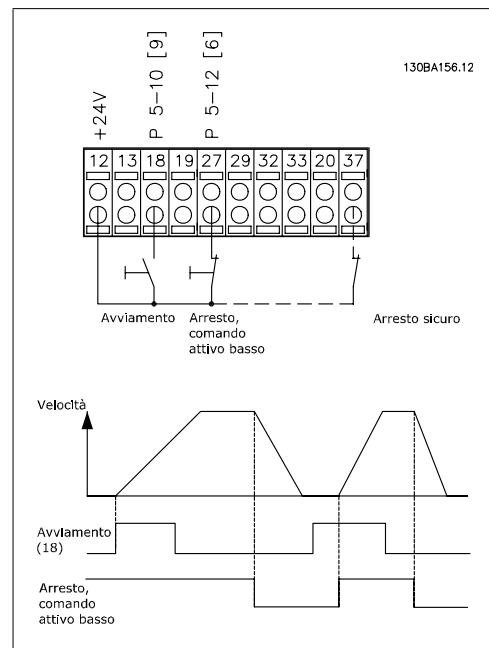 130BA156.12
+24V
P 5-10 [9]
P 5-12 [6]
12 13 18 19 27 29 32 33 20 37
Avviamento
Arresto,
comando
attivo basso
Arresto sicuro
Velocità
Avviamento
(18)
Arresto,
comando
attivo basso